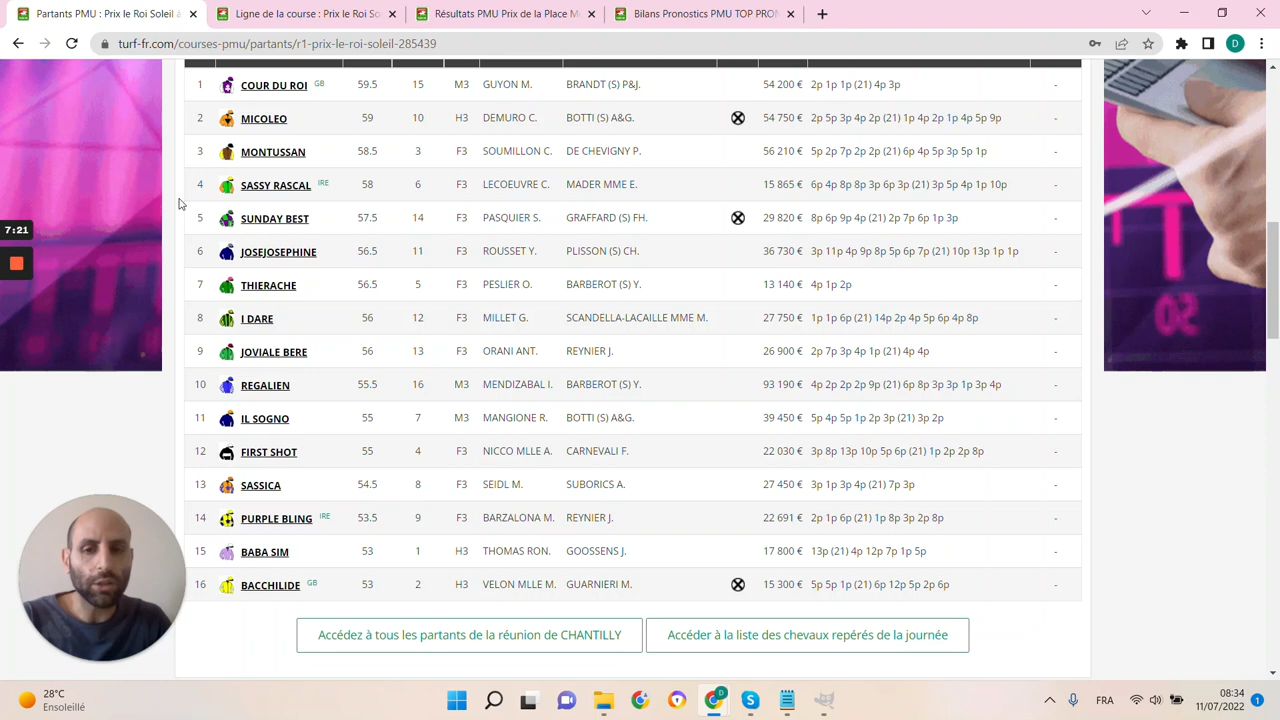 Partants PMU : Prix le Roi Soleil à
Ligne de la course : Prix le Roi So
Résultats PMU Prix de la Place M
Bilans Pronostics PMU TOP PRON
turf-fr.com/courses-pmu/partants/r1-prix-le-roi-soleil-285439
D
1 COUR DU ROI GB 59.5 15 M3 GUYON M. BRANDT (S) P&J. 54 200 € 2p 1p 1p (21) 4p 3p -
2 MICOLEO 59 10 H3 DEMURO C. BOTTI (S) A&G. 54 750 € 2p 5p 3p 4p 2p (21) 1p 4p 2p 1p 4p 5p 9p -
3 MONTUSSAN 58.5 3 F3 SOUMILLON C. DE CHEVIGNY P. 56 210 € 5p 2p 7p 2p 2p (21) 6p 4p 5p 3p 5p 1p -
4 SASSY RASCAL IRE 58 6 F3 LECOEUVRE C. MADER MME E. 15 865 € 6p 4p 8p 8p 3p 6p 3p (21) 3p 5p 4p 1p 10p -
5 SUNDAY BEST 57.5 14 F3 PASQUIER S. GRAFFARD (S) FH. 29 820 € 8p 6p 9p 4p (21) 2p 7p 6p 1p 3p -
6 JOSEJOSEPHINE 56.5 11 F3 ROUSSET Y. PLISSON (S) CH. 36 730 € 3p 11p 4p 9p 8p 5p 6p 7p (21) 10p 13p 1p 1p -
7 THIERACHE 56.5 5 F3 PESLIER O. BARBEROT (S) Y. 13 140 € 4p 1p 2p -
8 I DARE 56 12 F3 MILLET G. SCANDELLA-LACAILLE MME M. 27 750 € 1p 1p 6p (21) 14p 2p 4p 5p 6p 4p 8p -
9 JOVIALE BERE 56 13 F3 ORANI ANT. REYNIER J. 26 900 € 2p 7p 3p 4p 1p (21) 4p 4p -
10 REGALIEN 55.5 16 M3 MENDIZABAL I. BARBEROT (S) Y. 93 190 € 4p 2p 2p 2p 9p (21) 6p 8p 1p 3p 1p 3p 4p -
11 IL SOGNO 55 7 M3 MANGIONE R. BOTTI (S) A&G. 39 450 € 5p 4p 5p 1p 2p 3p (21) 3p 2p -
12 FIRST SHOT 55 4 F3 NICCO MLLE A. CARNEVALI F. 22 030 € 3p 8p 13p 10p 5p 6p (21) 1p 2p 2p 8p -
13 SASSICA 54.5 8 F3 SEIDL M. SUBORICS A. 27 450 € 3p 1p 3p 4p (21) 7p 3p -
14 PURPLE BLING IRE 53.5 9 F3 BARZALONA M. REYNIER J. 22 691 € 2p 1p 6p (21) 1p 8p 3p 2p 8p -
15 BABA SIM 53 1 H3 THOMAS RON. GOOSSENS J. 17 800 € 13p (21) 4p 12p 7p 1p 5p -
16 BACCHILIDE GB 53 2 H3 VELON MLLE M. GUARNIERI M. 15 300 € 5p 5p 1p (21) 6p 12p 5p 2p 6p -
7:21
Accédez à tous les partants de la réunion de CHANTILLY
Accéder à la liste des chevaux repérés de la journée
28°C
Ensoleillé
D
FRA
08:34
11/07/2022
1